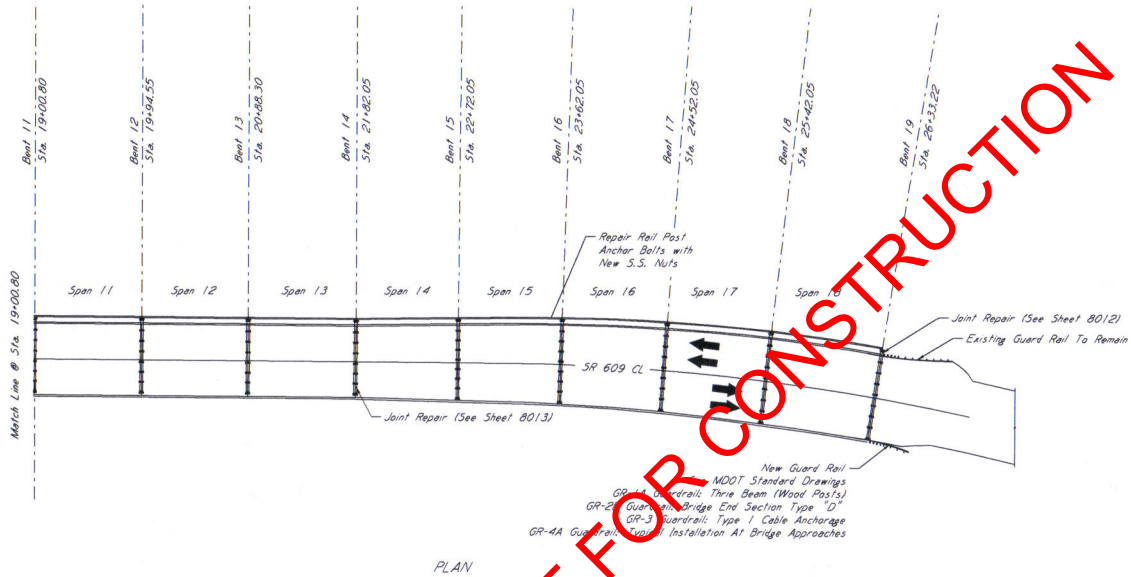 Bent 11
Sta. 19+00.80
Bent 12
Sta. 19+94.55
Bent 13
Sta. 20+88.30
Bent 14
Sta. 21+82.05
Bent 15
Sta. 22+72.05
Bent 16
Sta. 23+62.05
Bent 17
Sta. 24+52.05
Bent 18
Sta. 25+42.05
Bent 19
Sta. 26+33.22
Repair Rail Post
Anchor Bolts with
New S.S. Nuts
Match Line @ Sta. 19+00.80
Span 11
Span 12
Span 13
Span 14
Span 15
Span 16
Span 17
Span 18
Joint Repair (See Sheet 8012)
Existing Guard Rail To Remain
SR 609 CL
Joint Repair (See Sheet 8013)
New Guard Rail
MDOT Standard Drawings
Guardrail: Thrie Beam (Wood Posts)
Guardrail: Bridge End Section Type "D"
GR-3 Guardrail: Type 1 Cable Anchorage
GR-4A Guardrail: Typical Installation At Bridge Approaches
PLAN
FOR CONSTRUCTION